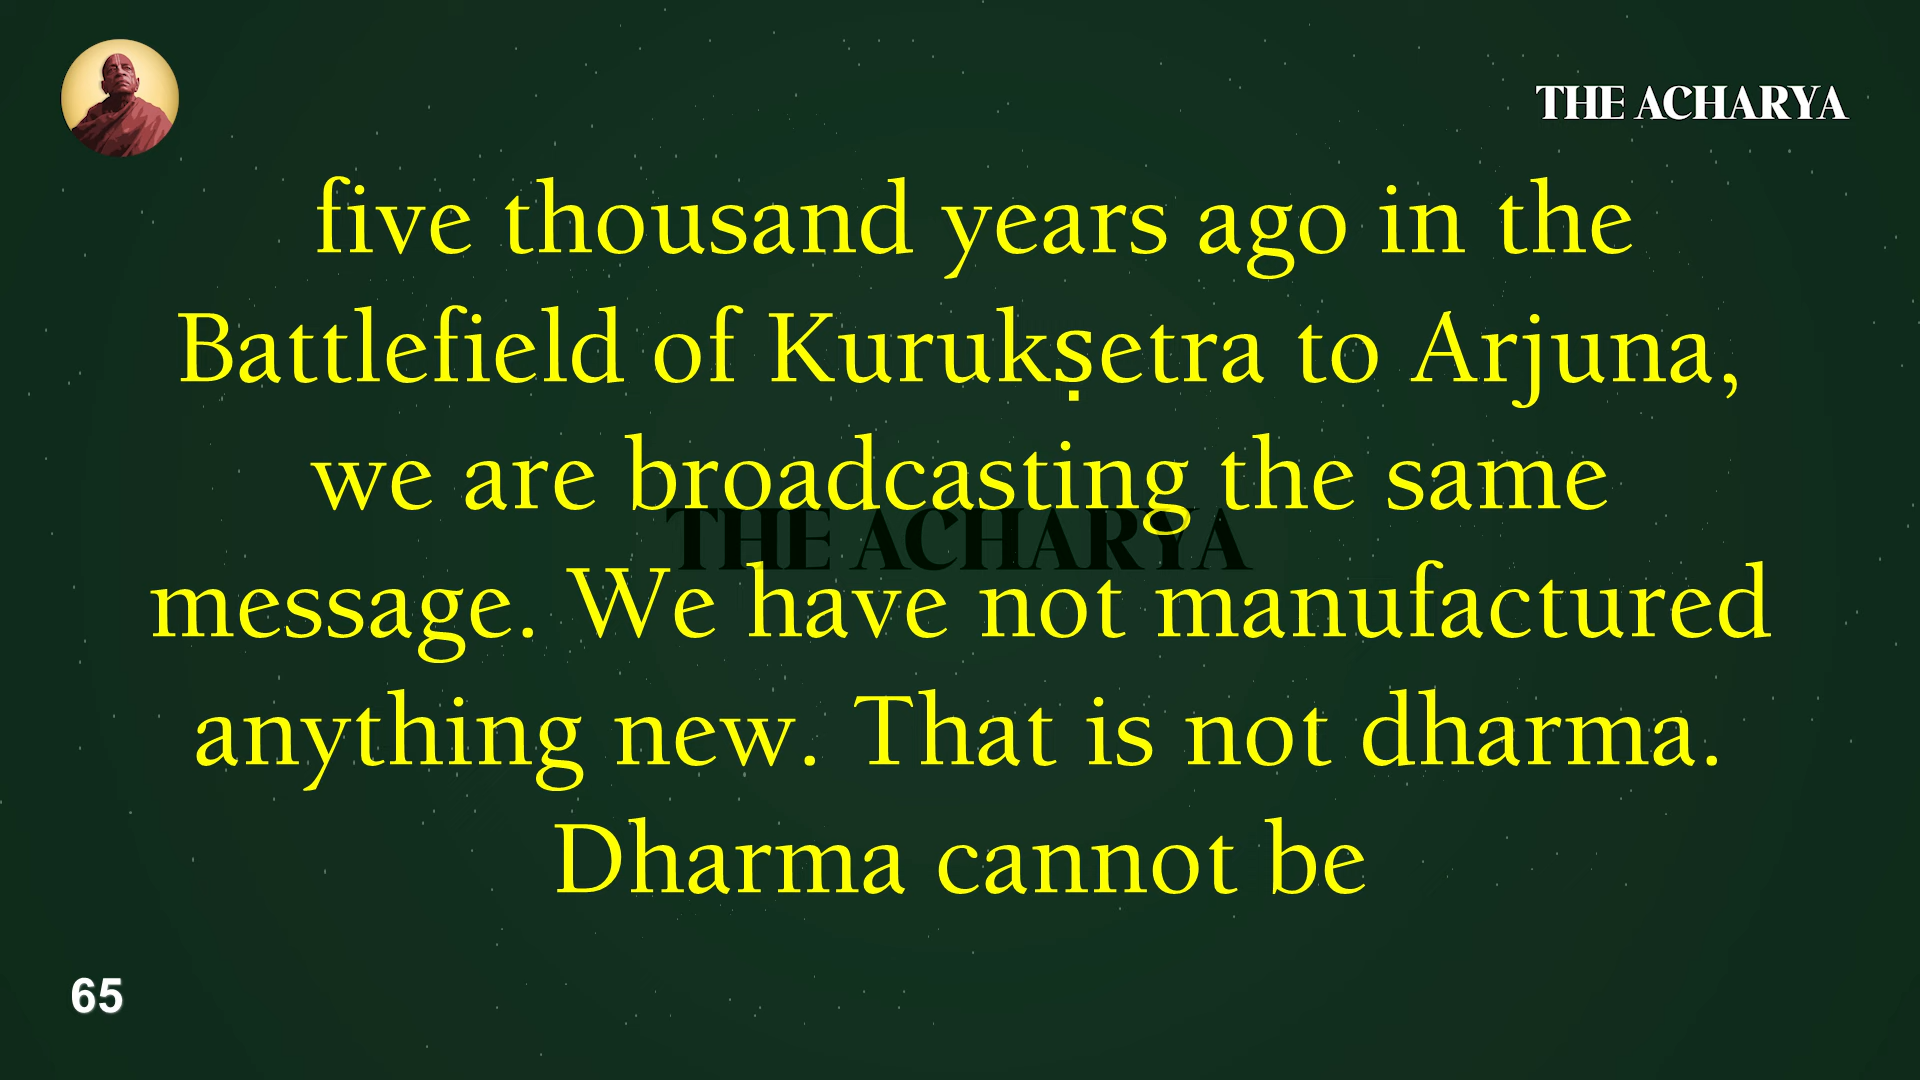 THE ACHARYA
five thousand years ago in the
Battlefield of Kurukṣetra to Arjuna,
we are broadcasting the same
THE ACHARYA
message. We have not manufactured
anything new. That is not dharma.
Dharma cannot be
65